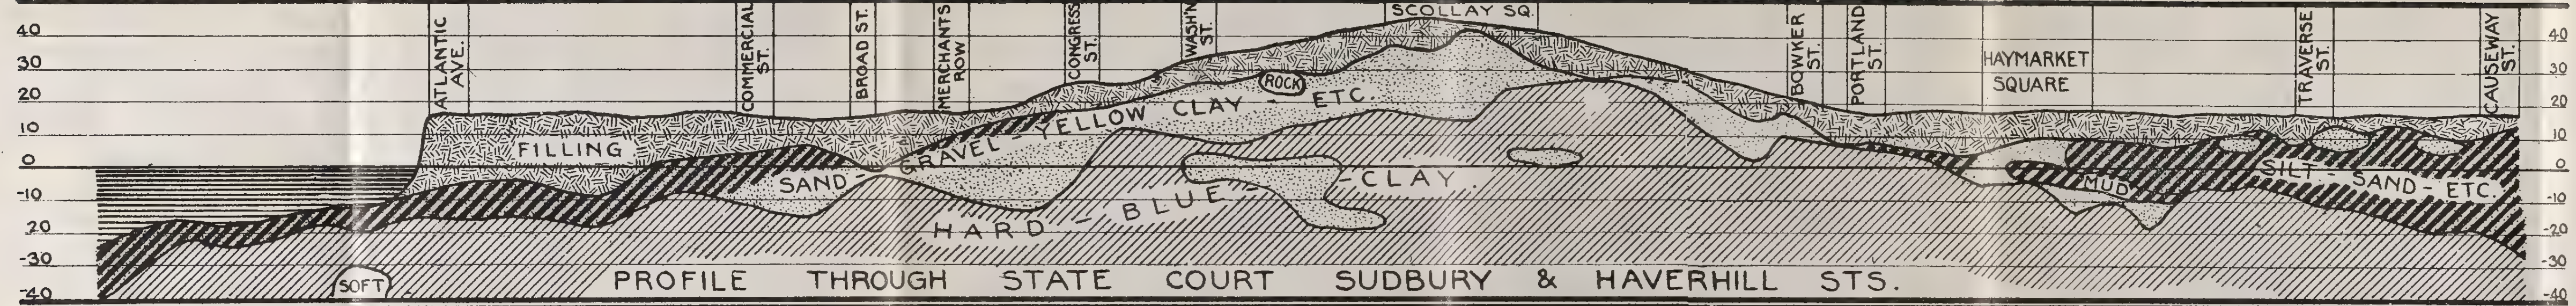 ATLANTIC
AVE.
COMMERCIAL
ST.
BROAD ST.
MERCHANTS
ROW
CONGRESS
ST.
WASH'N
ST.
SCOLLAY SQ.
BOWKER
ST.
PORTLAND
ST.
HAYMARKET
SQUARE
TRAVERSE
ST.
CAUSEWAY
ST.
40
30
20
10
0
-10
-20
-30
-40
40
30
20
10
0
-10
-20
-30
-40
FILLING
SAND - GRAVEL - YELLOW CLAY - ETC.
ROCK
HARD - BLUE - CLAY
MUD
SILT - SAND - ETC.
SOFT
PROFILE THROUGH STATE COURT SUDBURY & HAVERHILL STS.